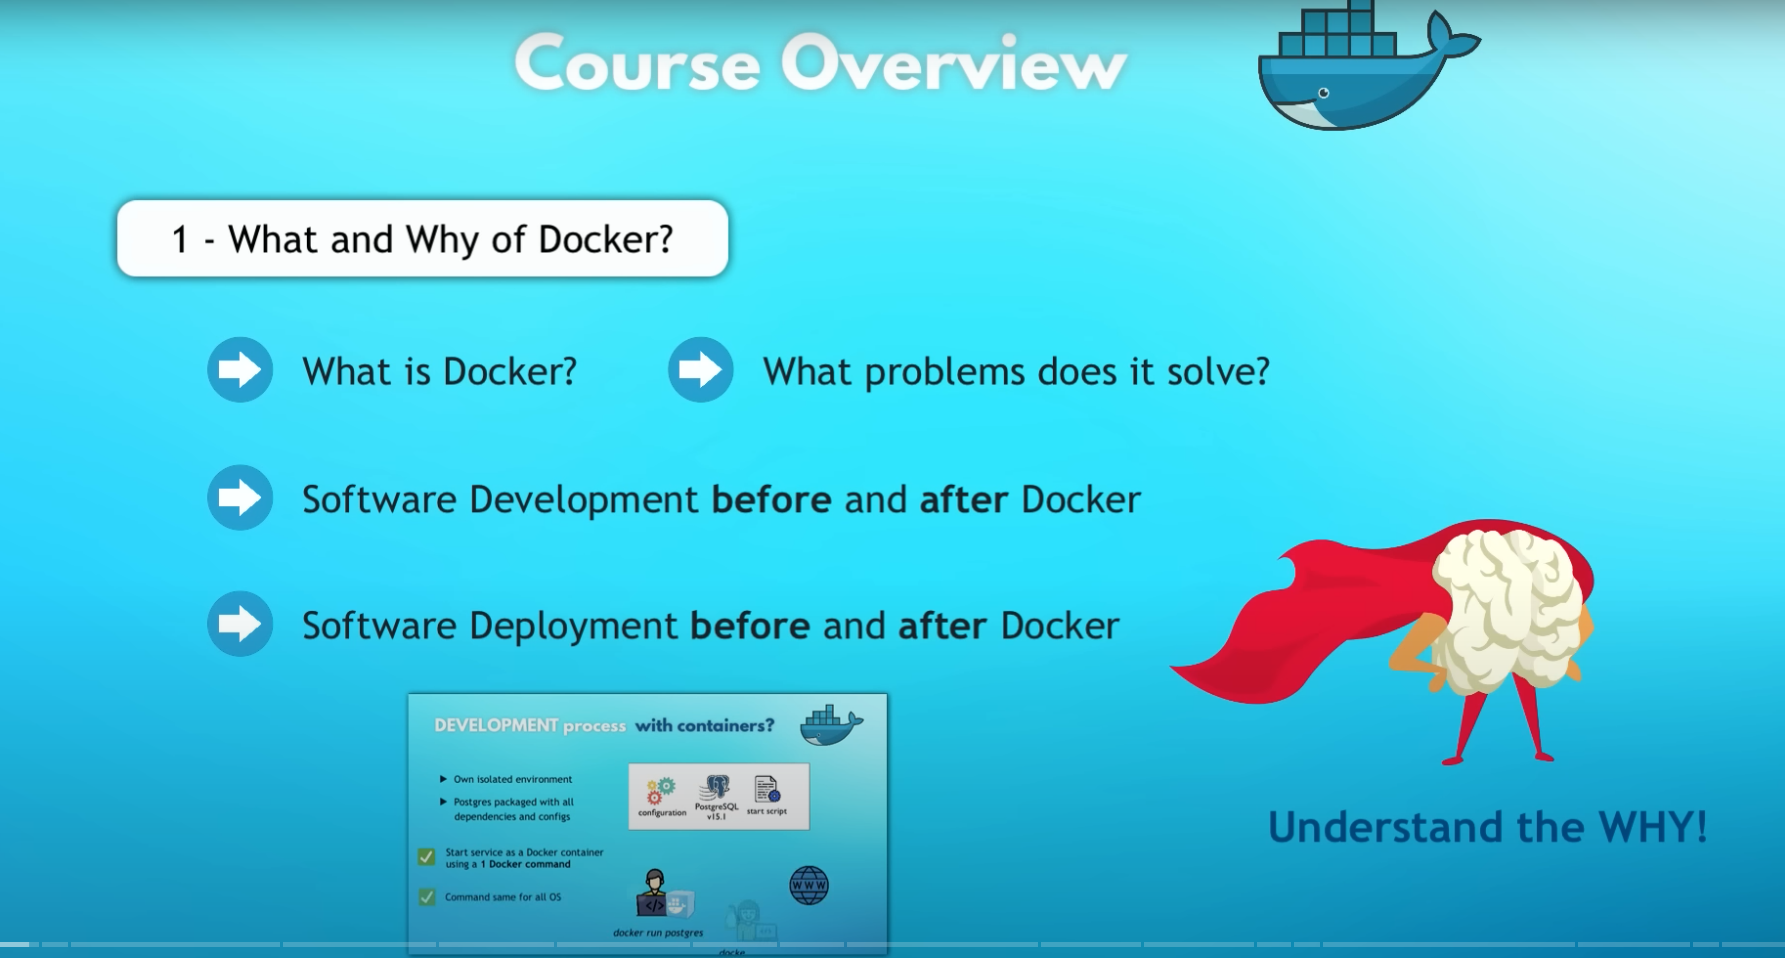 Course Overview
1 - What and Why of Docker?
What is Docker?
What problems does it solve?
Software Development before and after Docker
Software Deployment before and after Docker
DEVELOPMENT process with containers?
Own isolated environment
Postgres packaged with all
dependencies and configs
configuration
PostgreSQL
v15.1
start script
Start service as a Docker container
using a 1 Docker command
Command same for all OS
</>
WWW
docker run postgres
docke
Understand the WHY!